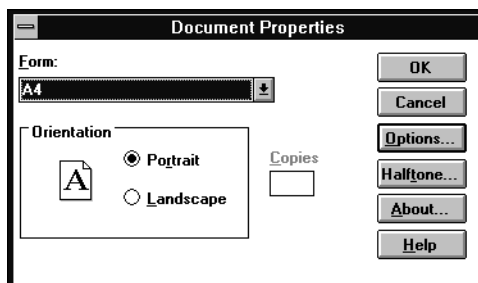 Document Properties
Form:
A4
Orientation
A
Portrait
Landscape
Copies
OK
Cancel
Options...
Halftone...
About...
Help